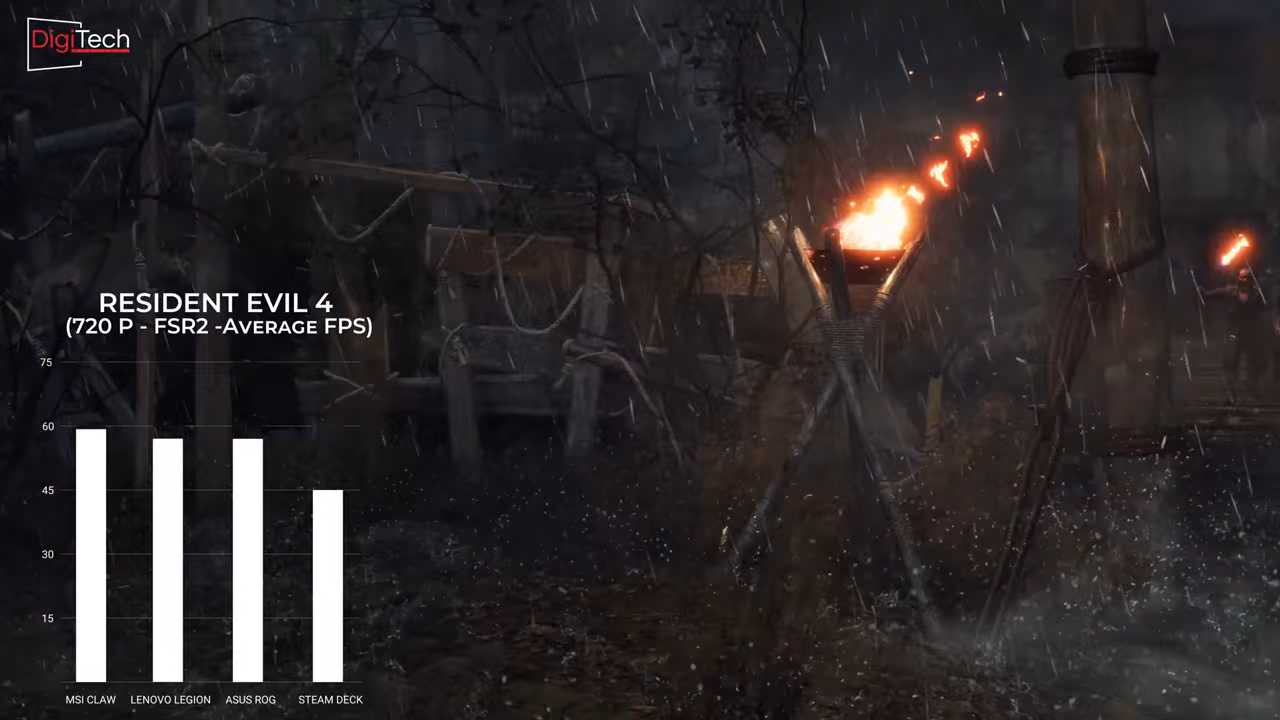 DigiTech
RESIDENT EVIL 4
(720 P - FSR2 -AVERAGE FPS)
75
60
45
30
15
MSI CLAW
LENOVO LEGION
ASUS ROG
STEAM DECK